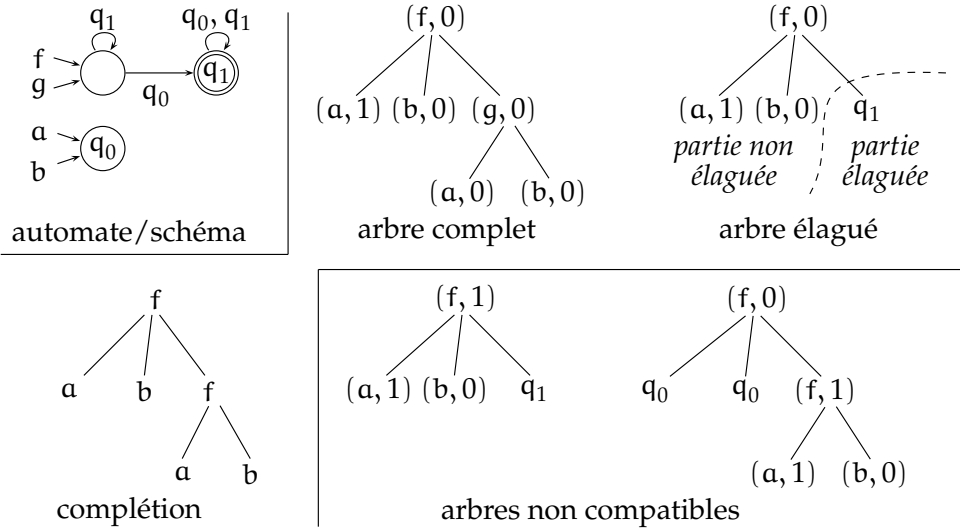 q₁
q₀, q₁
f
g
q₁
q₀
a
b
q₀
automate/schéma
(f, 0)
(a, 1) (b, 0) (g, 0)
(a, 0) (b, 0)
arbre complet
(f, 0)
(a, 1) (b, 0) q₁
partie non
élaguée
partie
élaguée
arbre élagué
f
a b f
a b
complétion
(f, 1)
(a, 1) (b, 0) q₁
(f, 0)
q₀ q₀ (f, 1)
(a, 1) (b, 0)
arbres non compatibles